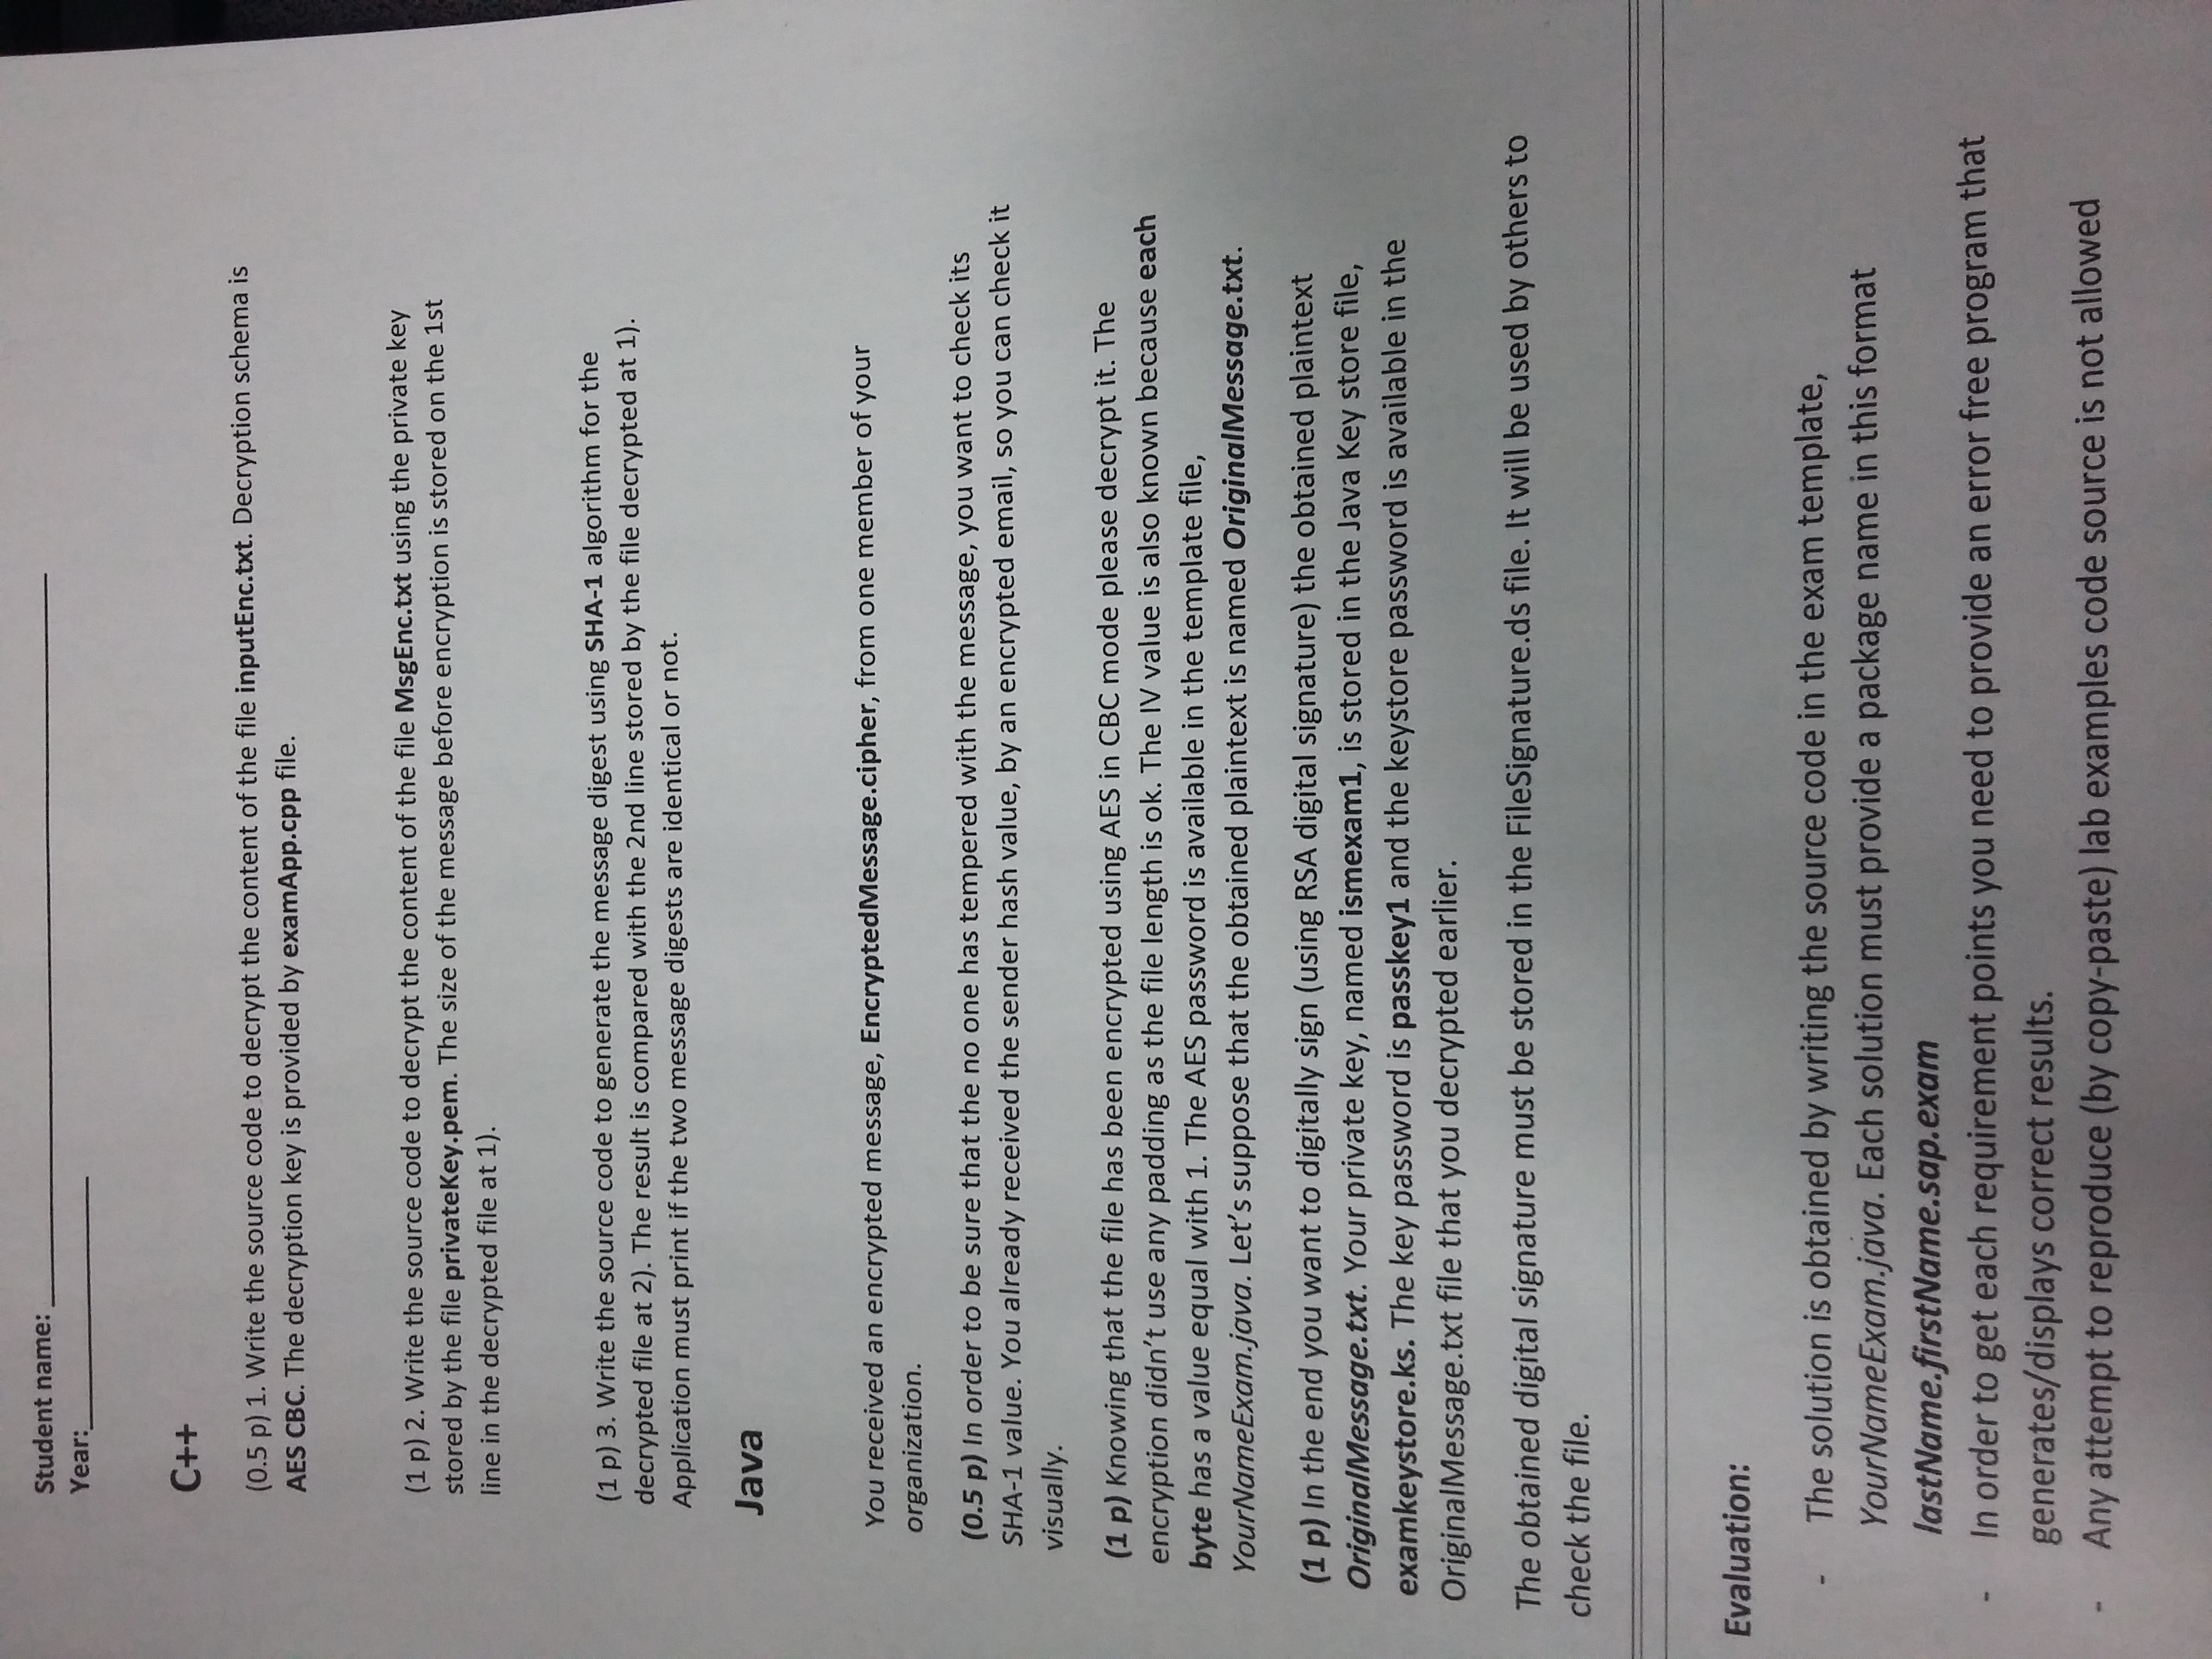 Student name:
Year:
C++
(0.5 p) 1. Write the source code to decrypt the content of the file inputEnc.txt. Decryption schema is
AES CBC. The decryption key is provided by examApp.cpp file.
(1 p) 2. Write the source code to decrypt the content of the file MsgEnc.txt using the private key
stored by the file privateKey.pem. The size of the message before encryption is stored on the 1st
line in the decrypted file at 1).
(1 p) 3. Write the source code to generate the message digest using SHA-1 algorithm for the
decrypted file at 2). The result is compared with the 2nd line stored by the file decrypted at 1).
Application must print if the two message digests are identical or not.
Java
You received an encrypted message, EncryptedMessage.cipher, from one member of your
organization.
(0.5 p) In order to be sure that the no one has tempered with the message, you want to check its
SHA-1 value. You already received the sender hash value, by an encrypted email, so you can check it
visually.
(1 p) Knowing that the file has been encrypted using AES in CBC mode please decrypt it. The
encryption didn't use any padding as the file length is ok. The IV value is also known because each
byte has a value equal with 1. The AES password is available in the template file,
YourNameExam.java. Let's suppose that the obtained plaintext is named OriginalMessage.txt.
(1 p) In the end you want to digitally sign (using RSA digital signature) the obtained plaintext
OriginalMessage.txt. Your private key, named ismexam1, is stored in the Java Key store file,
examkeystore.ks. The key password is passkey1 and the keystore password is available in the
OriginalMessage.txt file that you decrypted earlier.
The obtained digital signature must be stored in the FileSignature.ds file. It will be used by others to
check the file.
Evaluation:
- The solution is obtained by writing the source code in the exam template,
YourNameExam.java. Each solution must provide a package name in this format
lastName.firstName.sap.exam
- In order to get each requirement points you need to provide an error free program that
generates/displays correct results.
- Any attempt to reproduce (by copy-paste) lab examples code source is not allowed